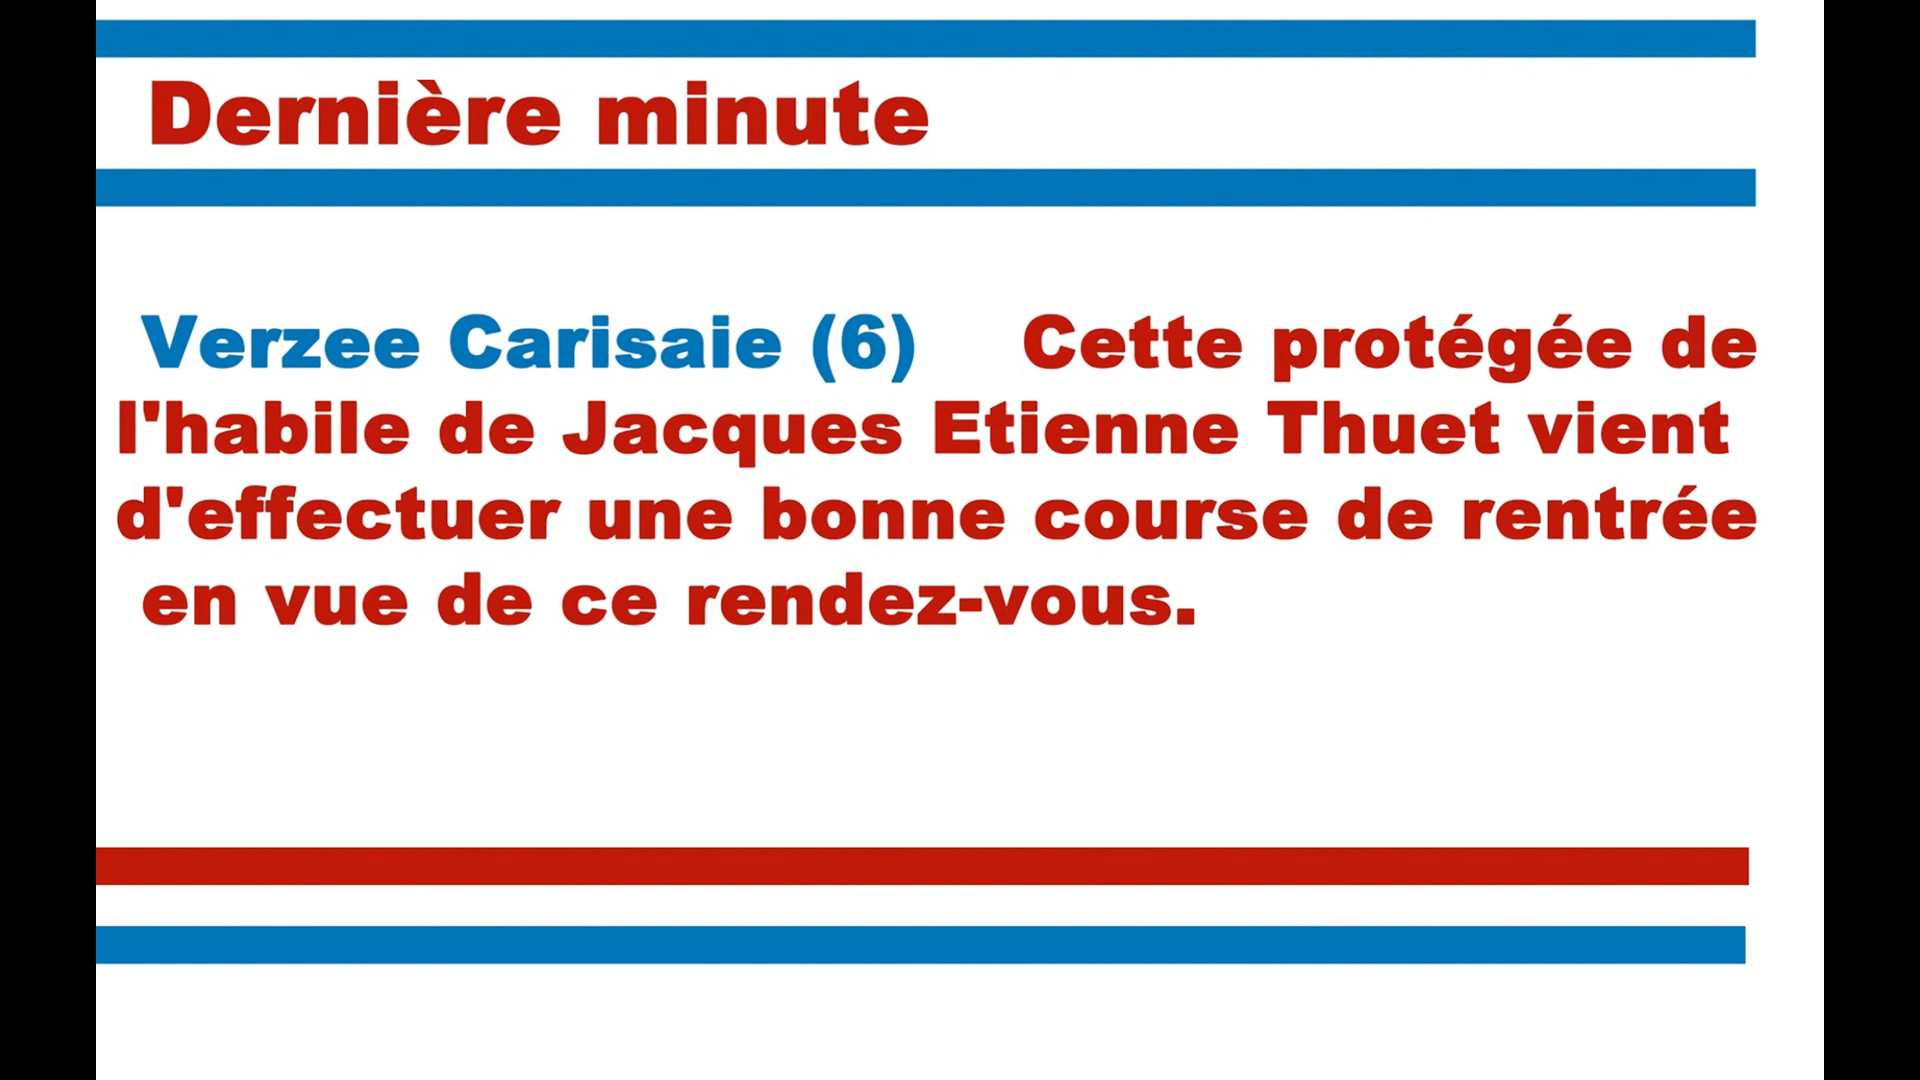 Dernière minute
Verzee Carisaie (6) Cette protégée de
l'habile de Jacques Etienne Thuet vient
d'effectuer une bonne course de rentrée
en vue de ce rendez-vous.